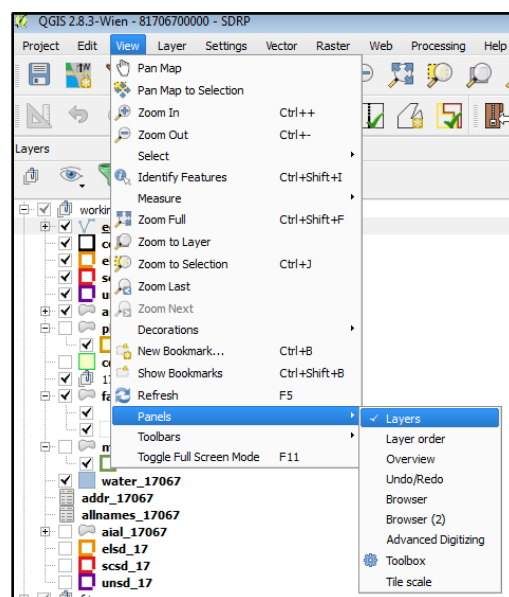 QGIS 2.8.3-Wien - 81706700000 - SDRP
Project Edit View Layer Settings Vector Raster Web Processing Help
Layers
Pan Map
Pan Map to Selection
Zoom In Ctrl++
Zoom Out Ctrl+-
Select
Identify Features Ctrl+Shift+I
Measure
Zoom Full Ctrl+Shift+F
Zoom to Layer
Zoom to Selection Ctrl+J
Zoom Last
Zoom Next
Decorations
New Bookmark... Ctrl+B
Show Bookmarks Ctrl+Shift+B
Refresh F5
Panels
Toolbars
Toggle Full Screen Mode F11
Layers
Layer order
Overview
Undo/Redo
Browser
Browser (2)
Advanced Digitizing
Toolbox
Tile scale
water_17067
addr_17067
allnames_17067
aial_17067
elsd_17
scsd_17
unsd_17